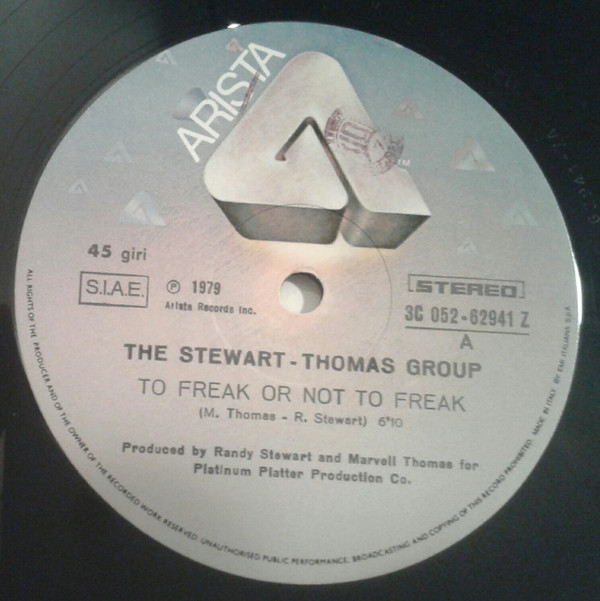 ARISTA
TM
45 giri
S.I.A.E.
℗ 1979
Arista Records Inc.
STEREO
3C 052-62941 Z
A
THE STEWART-THOMAS GROUP
TO FREAK OR NOT TO FREAK
(M. Thomas - R. Stewart) 6'10
Produced by Randy Stewart and Marvell Thomas for
Platinum Platter Production Co.
ALL RIGHTS OF THE PRODUCER AND OF THE OWNER OF THE RECORDED WORK RESERVED. UNAUTHORISED PUBLIC PERFORMANCE, BROADCASTING AND COPYING OF THIS RECORD PROHIBITED. MADE IN ITALY BY EMI ITALIANA S.p.A.